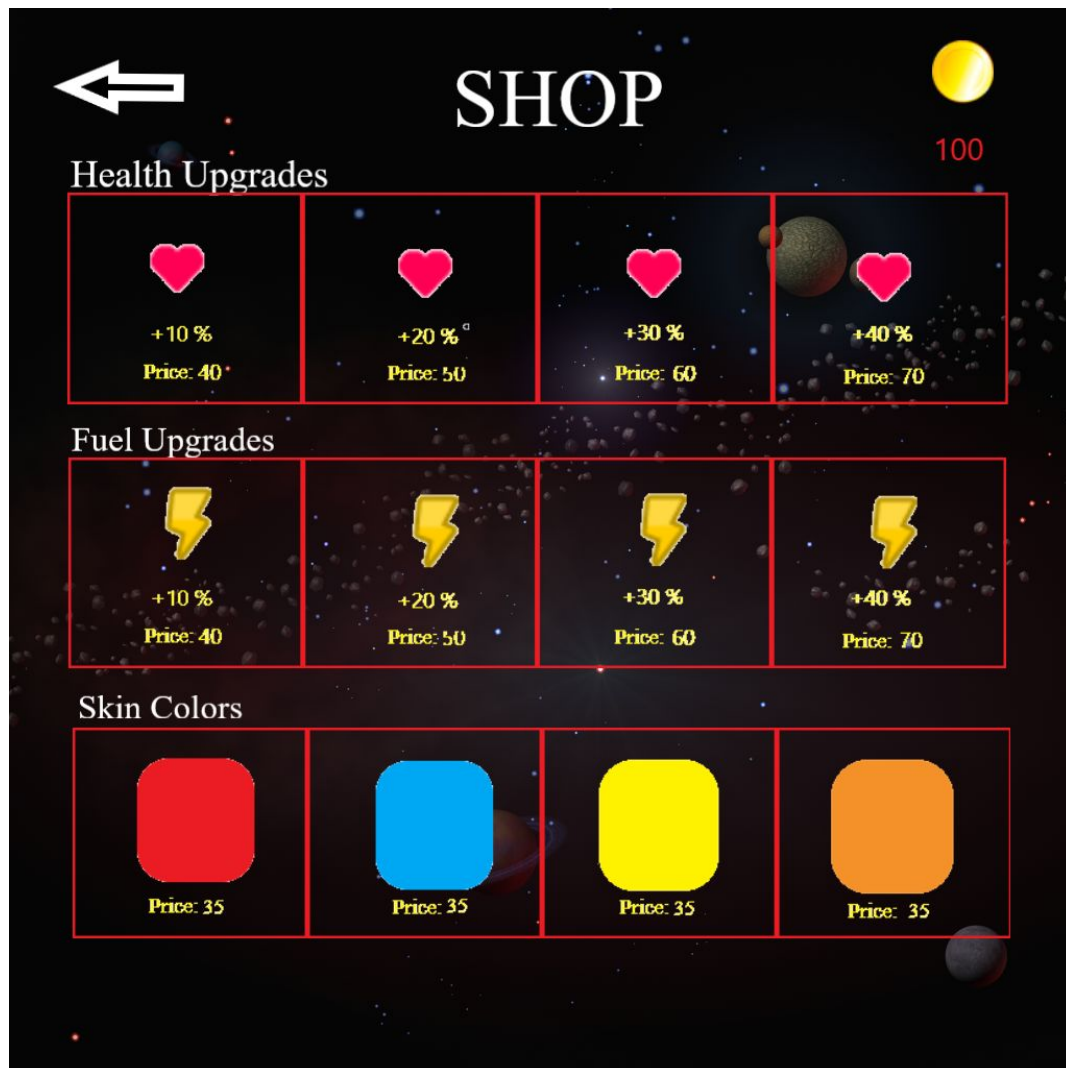 SHOP
100
Health Upgrades
+10 % +20 % +30 % +40 %
Price: 40 Price: 50 Price: 60 Price: 70
Fuel Upgrades
+10 % +20 % +30 % +40 %
Price: 40 Price: 50 Price: 60 Price: 70
Skin Colors
Price: 35 Price: 35 Price: 35 Price: 35